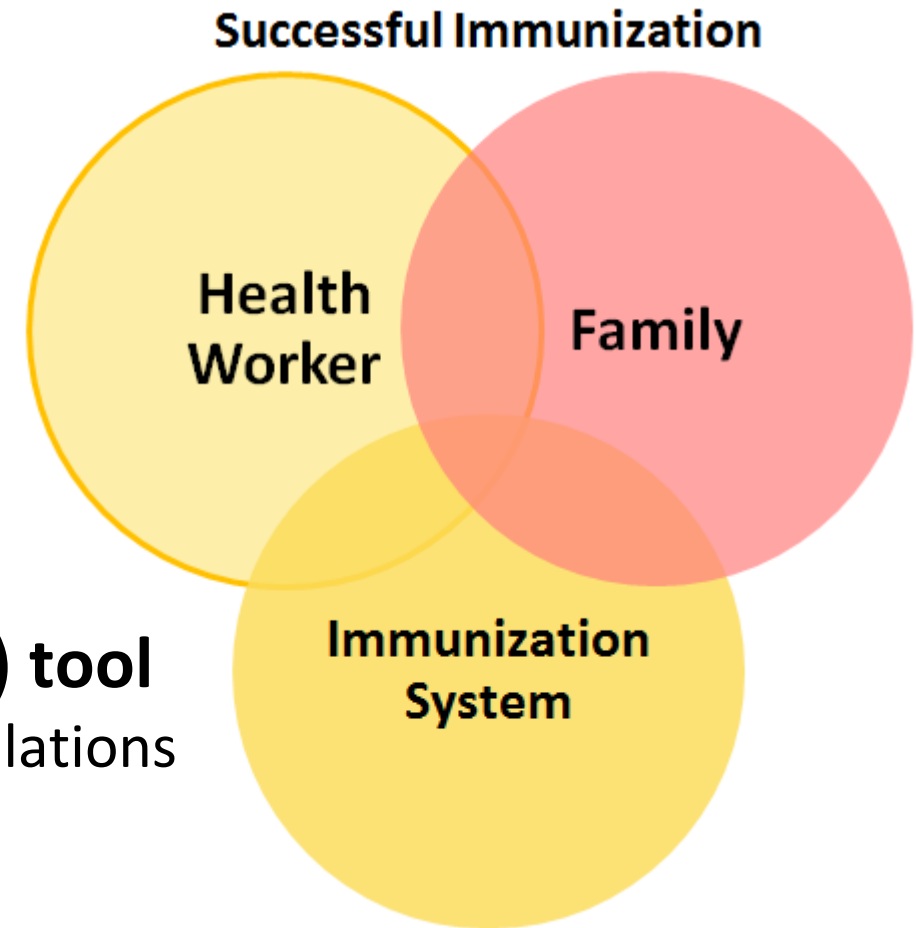 Successful Immunization
Health
Worker
Family
Immunization
System
) tool
lations